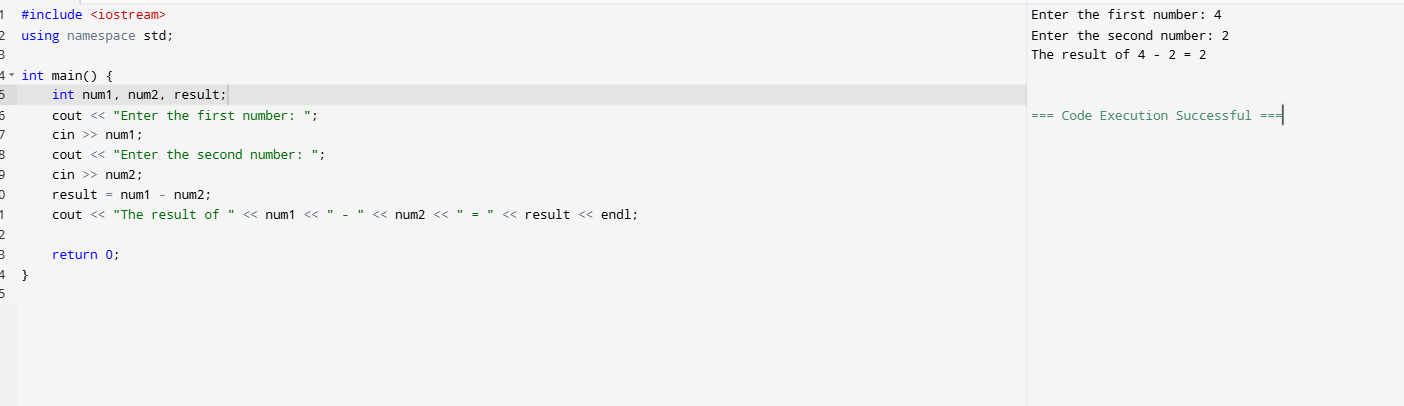 1 #include <iostream>
2 using namespace std;
3
4 int main() {
5     int num1, num2, result;
6     cout << "Enter the first number: ";
7     cin >> num1;
8     cout << "Enter the second number: ";
9     cin >> num2;
0     result = num1 - num2;
1     cout << "The result of " << num1 << " - " << num2 << " = " << result << endl;
2
3     return 0;
4 }
5
Enter the first number: 4
Enter the second number: 2
The result of 4 - 2 = 2
=== Code Execution Successful ===